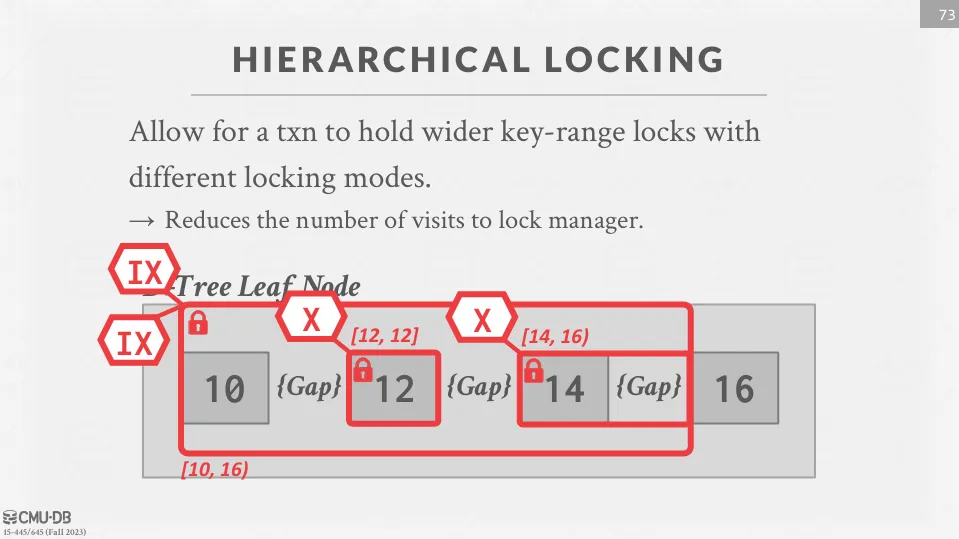 73
HIERARCHICAL LOCKING
Allow for a txn to hold wider key-range locks with
different locking modes.
→ Reduces the number of visits to lock manager.
IX
Tree Leaf Node
IX
X
[12, 12]
X
[14, 16)
10
{Gap}
12
{Gap}
14
{Gap}
16
[10, 16)
CMU·DB
15-445/645 (Fall 2023)